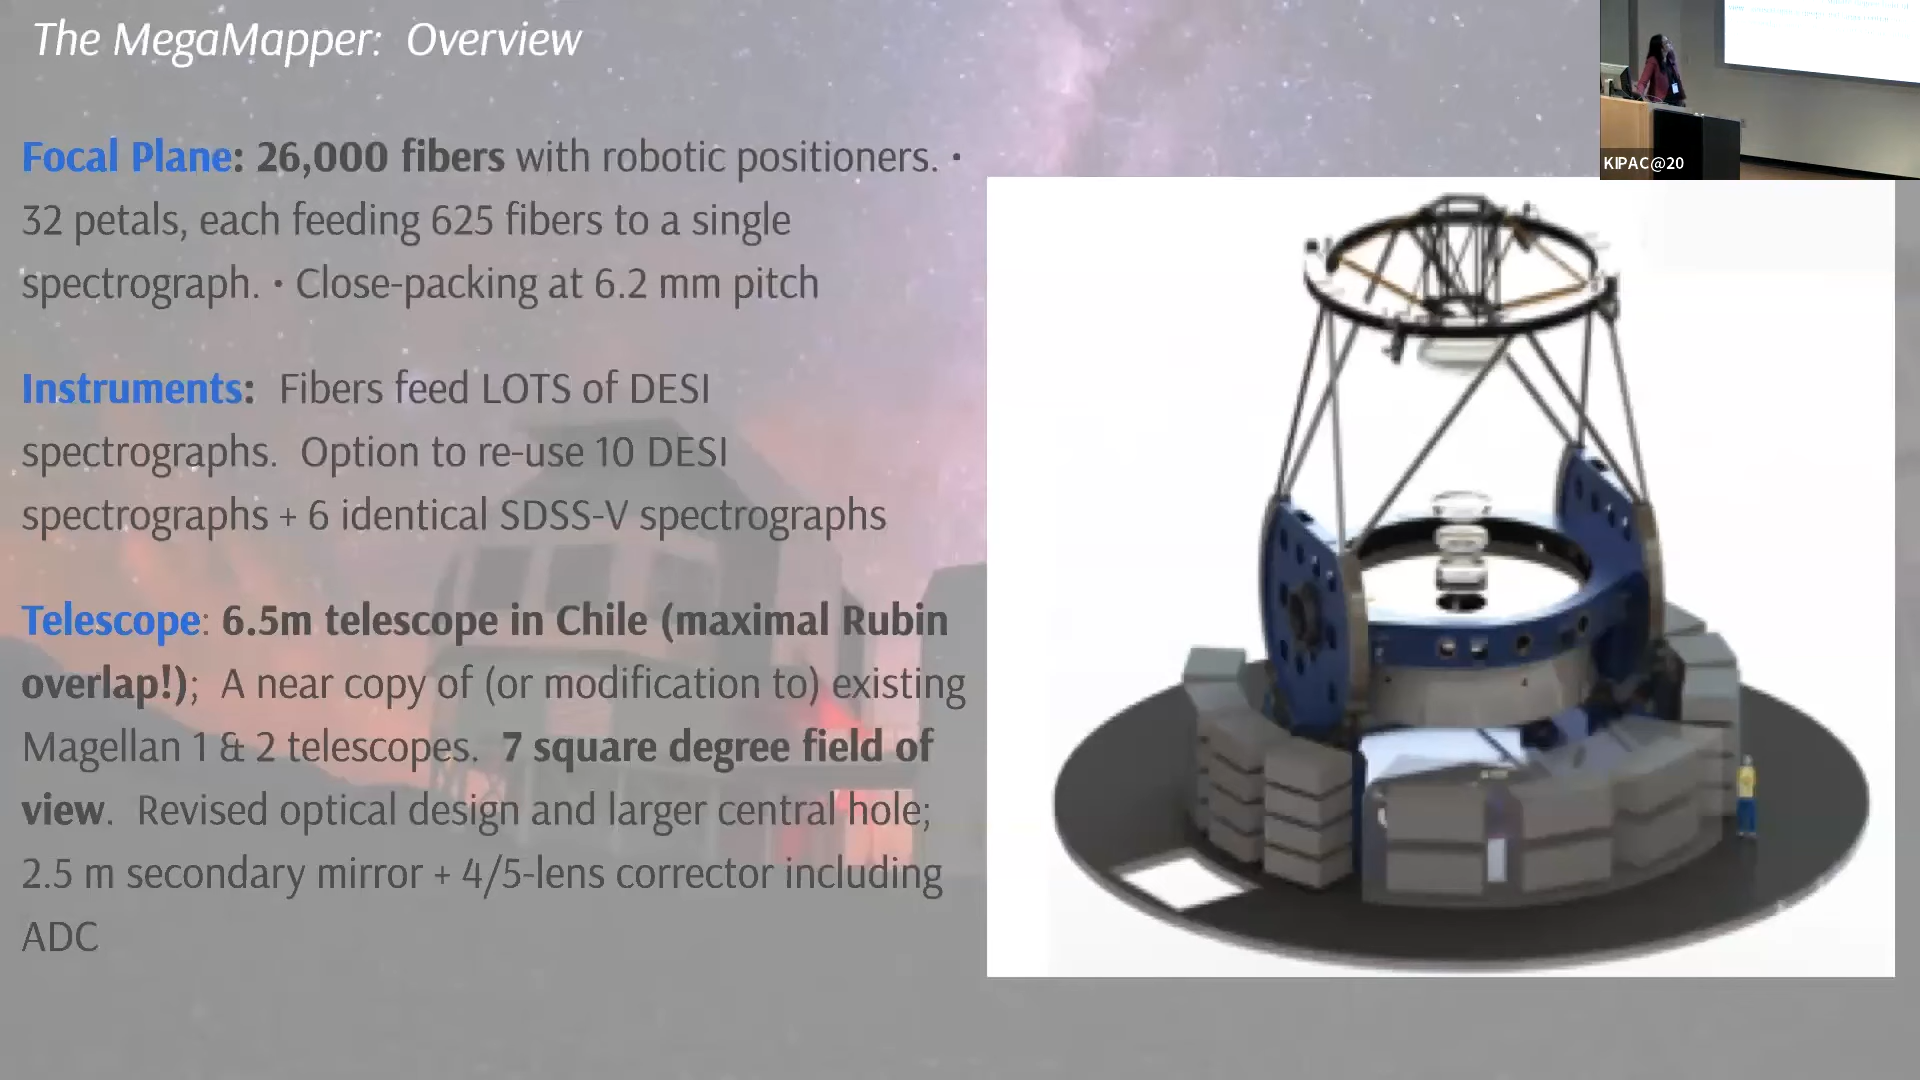 The MegaMapper: Overview
KIPAC@20
Focal Plane: 26,000 fibers with robotic positioners. •
32 petals, each feeding 625 fibers to a single
spectrograph. • Close-packing at 6.2 mm pitch
Instruments: Fibers feed LOTS of DESI
spectrographs. Option to re-use 10 DESI
spectrographs + 6 identical SDSS-V spectrographs
Telescope: 6.5m telescope in Chile (maximal Rubin
overlap!); A near copy of (or modification to) existing
Magellan 1 & 2 telescopes. 7 square degree field of
view. Revised optical design and larger central hole;
2.5 m secondary mirror + 4/5-lens corrector including
ADC